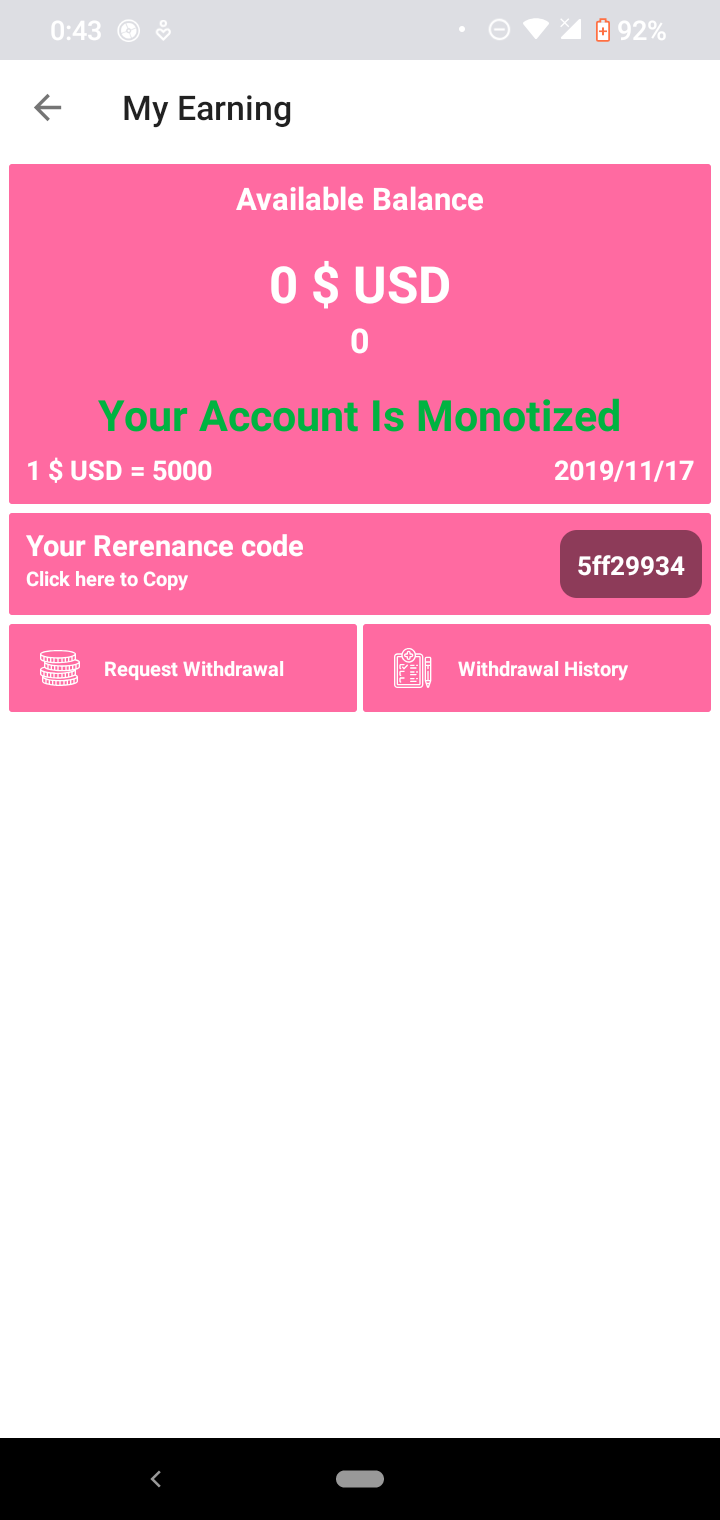 0:43
92%
My Earning
Available Balance
0 $ USD
0
Your Account Is Monotized
1 $ USD = 5000
2019/11/17
Your Rerenance code
Click here to Copy
5ff29934
Request Withdrawal
Withdrawal History